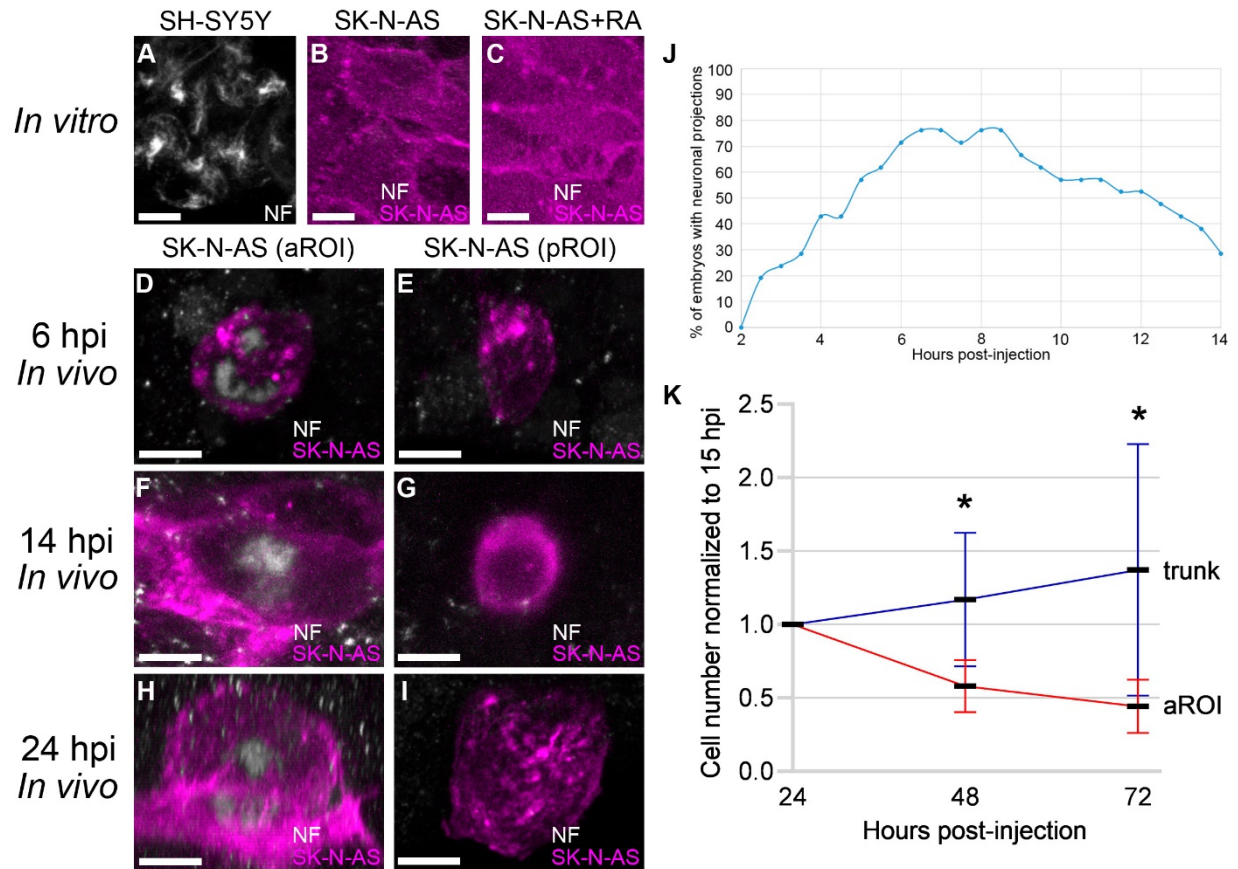 SH-SY5Y
SK-N-AS
SK-N-AS+RA
In vitro
A
NF
B
NF
SK-N-AS
C
NF
SK-N-AS
SK-N-AS (aROI)
SK-N-AS (pROI)
6 hpi
In vivo
D
NF
SK-N-AS
E
NF
SK-N-AS
14 hpi
In vivo
F
NF
SK-N-AS
G
NF
SK-N-AS
24 hpi
In vivo
H
NF
SK-N-AS
I
NF
SK-N-AS
J
% of embryos with neuronal projections
100
90
80
70
60
50
40
30
20
10
0
2 4 6 8 10 12 14
Hours post-injection
K
Cell number normalized to 15 hpi
2.5
2.0
1.5
1.0
0.5
0.0
*
*
trunk
aROI
24 48 72
Hours post-injection